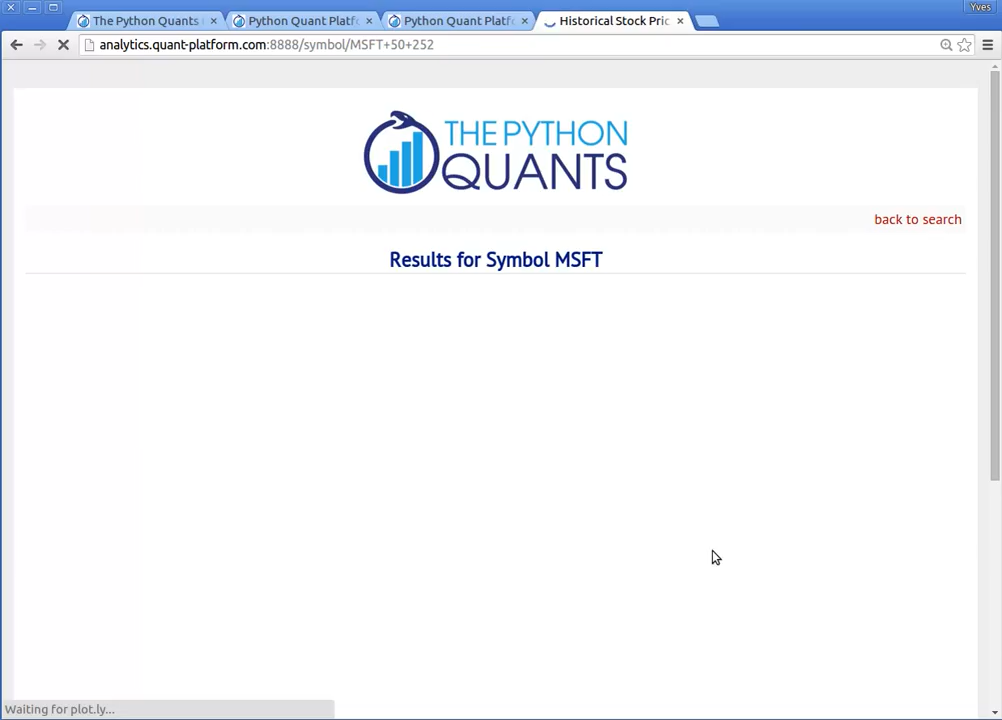 Yves
The Python Quants
Python Quant Platf
Python Quant Platf
Historical Stock Pric
analytics.quant-platform.com:8888/symbol/MSFT+50+252
THE PYTHON
QUANTS
back to search
Results for Symbol MSFT
Waiting for plot.ly...